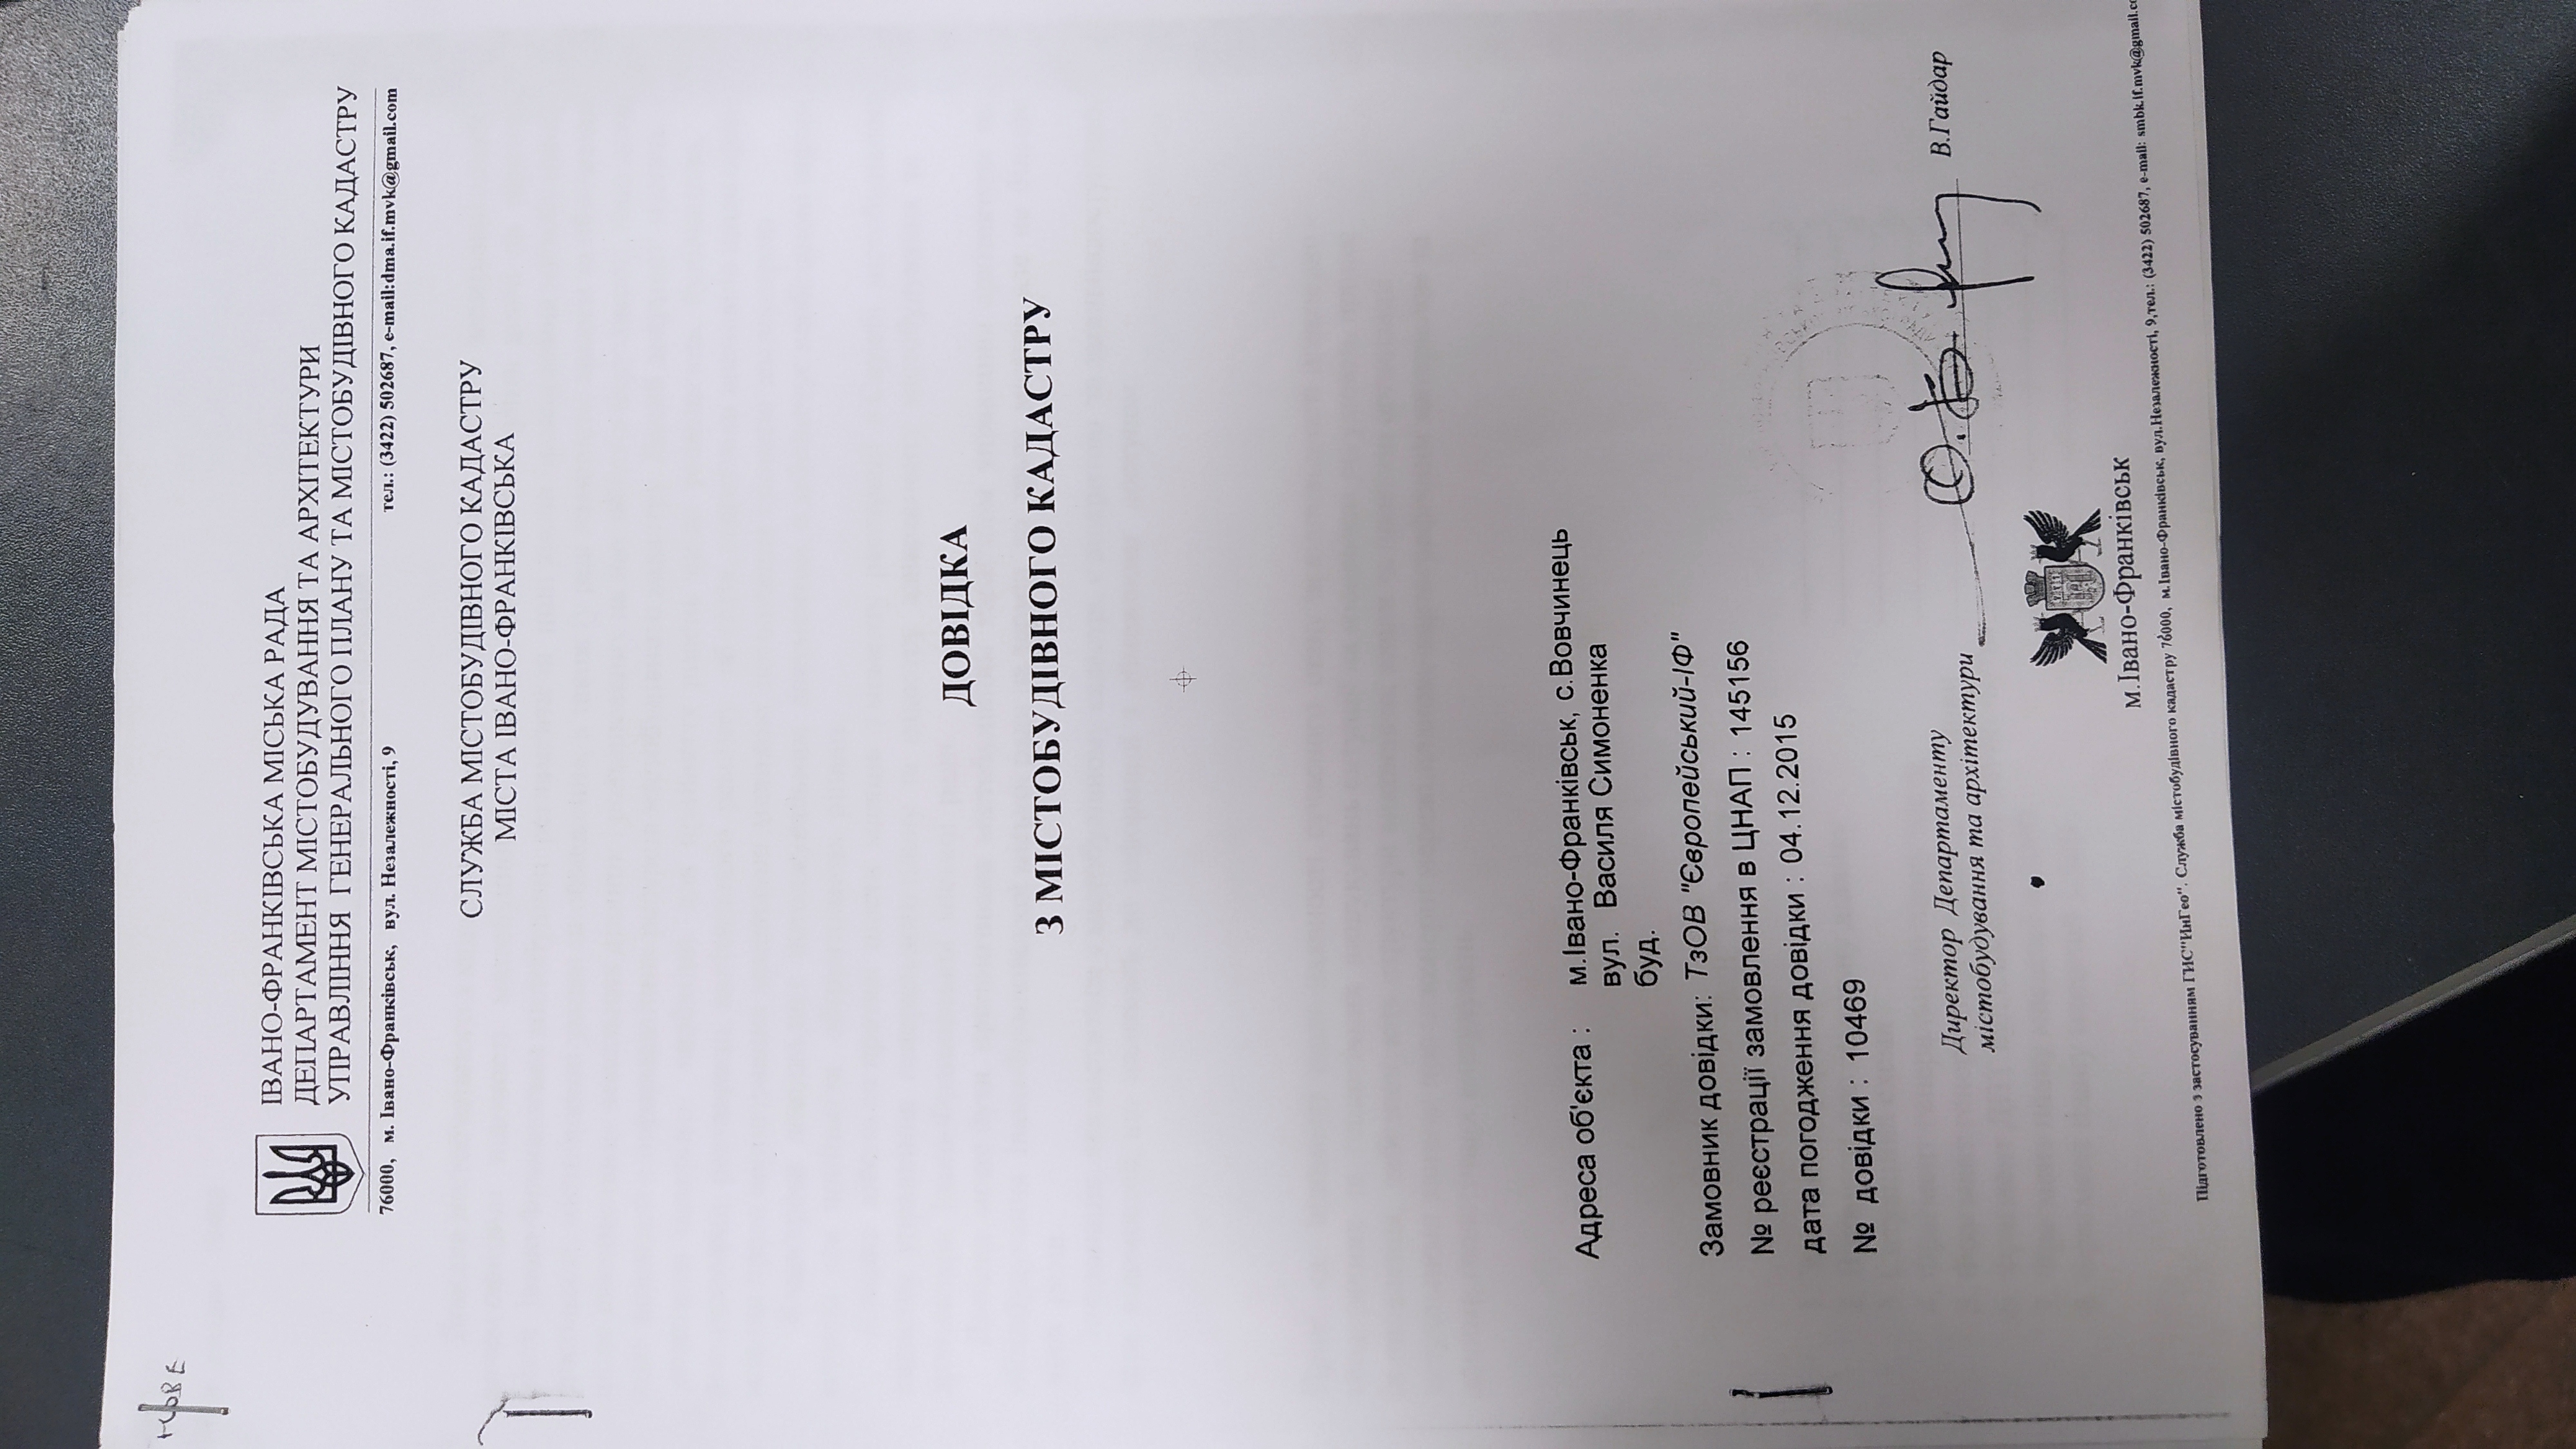 ІВАНО-ФРАНКІВСЬКА МІСЬКА РАДА
ДЕПАРТАМЕНТ МІСТОБУДУВАННЯ ТА АРХІТЕКТУРИ
УПРАВЛІННЯ ГЕНЕРАЛЬНОГО ПЛАНУ ТА МІСТОБУДІВНОГО КАДАСТРУ
76000, м. Івано-Франківськ, вул. Незалежності, 9 тел.: (3422) 502687, e-mail:dma.if.mvk@gmail.com
СЛУЖБА МІСТОБУДІВНОГО КАДАСТРУ
МІСТА ІВАНО-ФРАНКІВСЬКА
ДОВІДКА
З МІСТОБУДІВНОГО КАДАСТРУ
Адреса об'єкта : м.Івано-Франківськ, с.Вовчинець
вул. Василя Симоненка
буд.
Замовник довідки: ТзОВ "Європейський-ІФ"
№ реєстрації замовлення в ЦНАП : 145156
дата погодження довідки : 04.12.2015
№ довідки : 10469
Директор Департаменту
містобудування та архітектури В.Гайдар
м.Івано-Франківськ
Підготовлено з застосуванням ГИС"ИнГео". Служба містобудівного кадастру 76000, м.Івано-Франківськ, вул.Незалежності, 9,тел.: (3422) 502687, e-mail: smbk.if.mvk@gmail.co